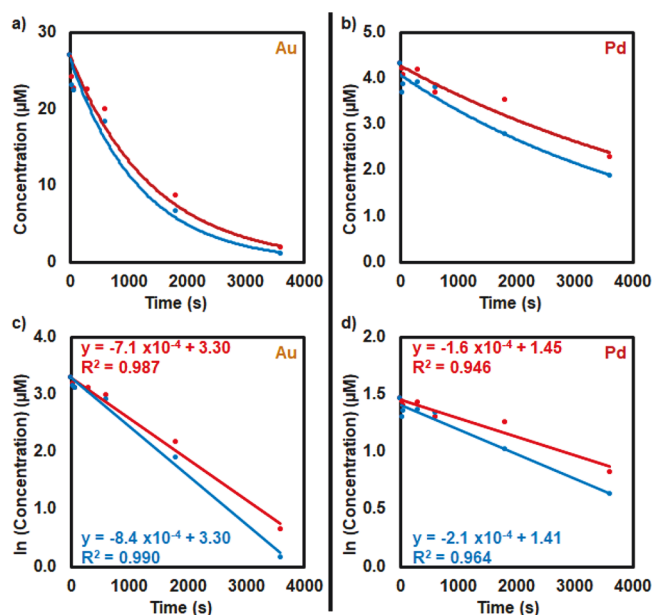 a)
Au
30
20
10
0
Concentration (µM)
0 1000 2000 3000 4000
Time (s)
b)
Pd
5.0
4.0
3.0
2.0
1.0
0.0
Concentration (µM)
0 1000 2000 3000 4000
Time (s)
c)
Au
y = -7.1 x10⁻⁴ + 3.30
R² = 0.987
4.0
3.0
2.0
1.0
0.0
ln (Concentration) (µM)
y = -8.4 x10⁻⁴ + 3.30
R² = 0.990
0 1000 2000 3000 4000
Time (s)
d)
Pd
y = -1.6 x10⁻⁴ + 1.45
R² = 0.946
2.0
1.5
1.0
0.5
0.0
ln (Concentration) (µM)
y = -2.1 x10⁻⁴ + 1.41
R² = 0.964
0 1000 2000 3000 4000
Time (s)